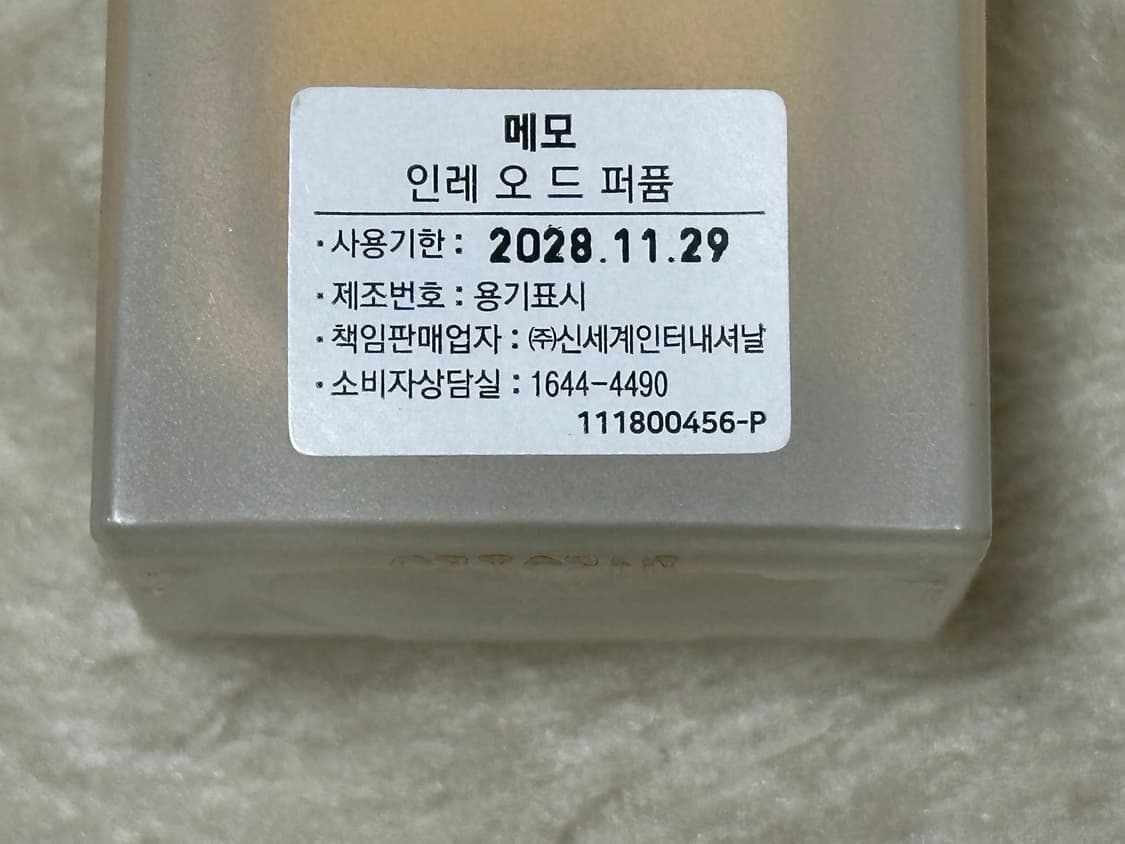 메모
인레 오 드 퍼퓸
·사용기한 : 2028.11.29
·제조번호 : 용기표시
·책임판매업자 : ㈜신세계인터내셔날
·소비자상담실 : 1644-4490
111800456-P